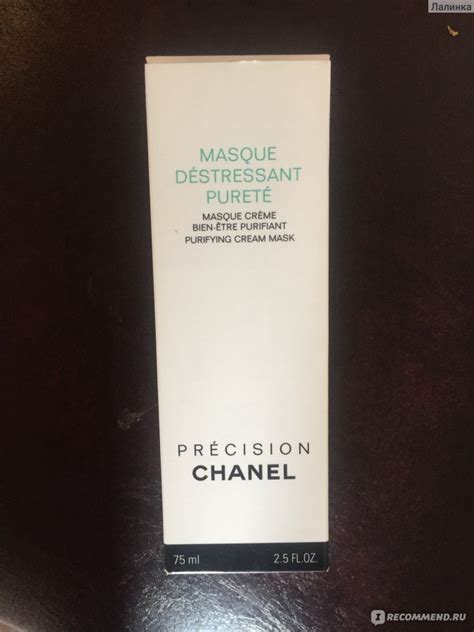 Лалинка
MASQUE
DÉSTRESSANT
PURETÉ
MASQUE CRÈME
BIEN-ÊTRE PURIFIANT
PURIFYING CREAM MASK
PRÉCISION
CHANEL
75 ml 2.5 FL.OZ.
IRECOMMEND.RU